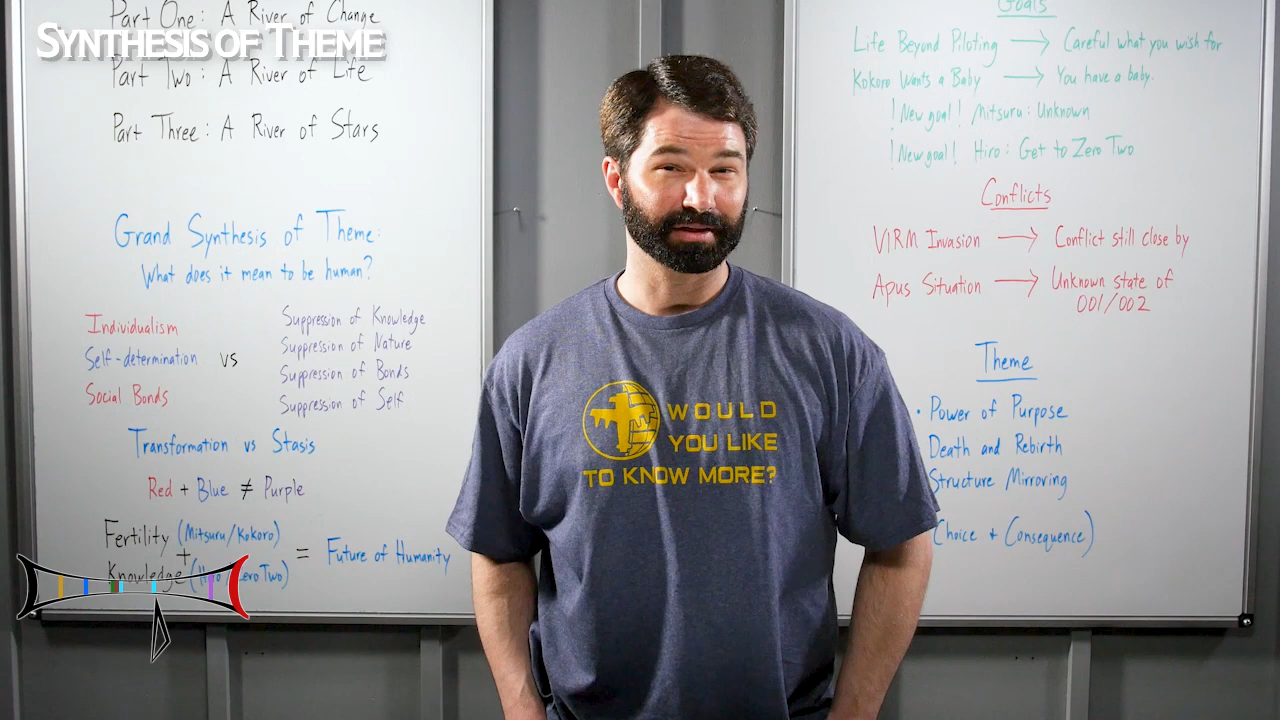 Part One: A River of Change
SYNTHESIS OF THEME
Part Two: A River of Life
Part Three: A River of Stars
Grand Synthesis of Theme:
What does it mean to be human?
Individualism
Self-determination vs
Social Bonds
Suppression of Knowledge
Suppression of Nature
Suppression of Bonds
Suppression of Self
Transformation vs Stasis
Red + Blue ≠ Purple
Fertility (Mitsuru/Kokoro)
+
= Future of Humanity
Knowledge (Hiro/Zero Two)
WOULD
YOU LIKE
TO KNOW MORE?
Goals
Life Beyond Piloting → Careful what you wish for
Kokoro Wants a Baby → You have a baby.
!New goal! Mitsuru: Unknown
!New goal! Hiro: Get to Zero Two
Conflicts
VIRM Invasion → Conflict still close by
Apus Situation → Unknown state of
001/002
Theme
• Power of Purpose
Death and Rebirth
Structure Mirroring
Choice + Consequence)